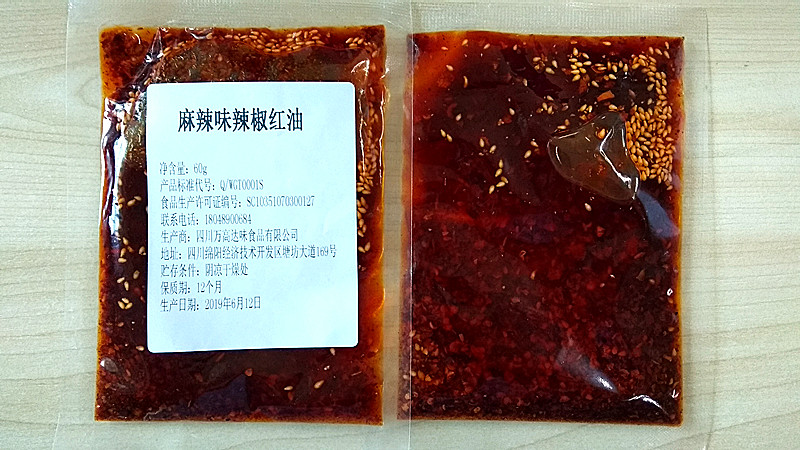 麻辣味辣椒红油
净含量：60g
产品标准代号：Q/WGT0001S
食品生产许可证编号：SC10351070300127
联系电话：18048900684
生产商：四川万高达味食品有限公司
地址：四川绵阳经济技术开发区塘坊大道169号
贮存条件：阴凉干燥处
保质期：12个月
生产日期：2019年6月12日